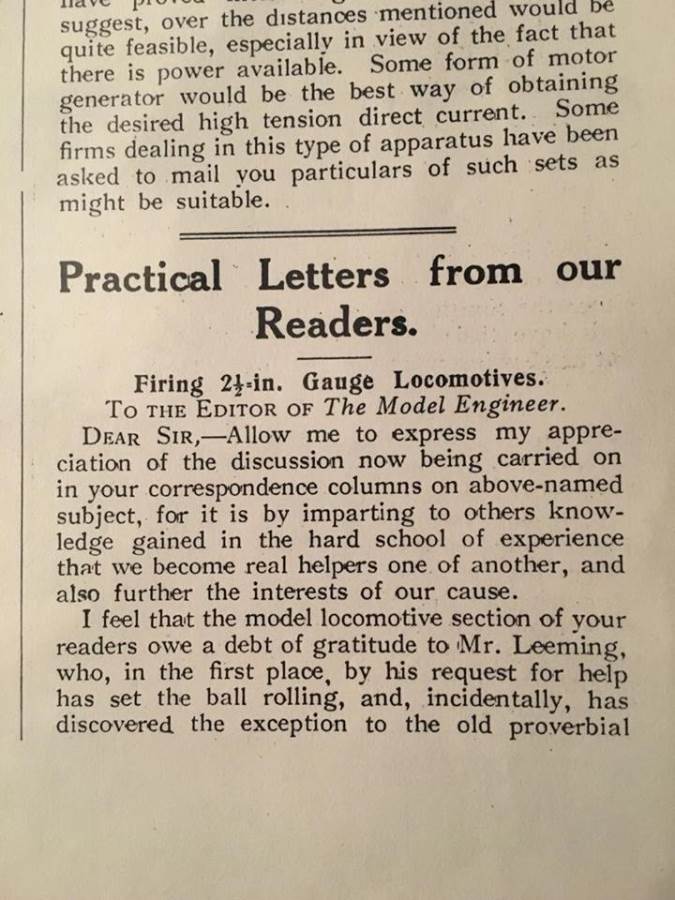 suggest, over the distances mentioned would be
quite feasible, especially in view of the fact that
there is power available. Some form of motor
generator would be the best way of obtaining
the desired high tension direct current. Some
firms dealing in this type of apparatus have been
asked to mail you particulars of such sets as
might be suitable.
Practical Letters from our
Readers.
Firing 2½-in. Gauge Locomotives.
TO THE EDITOR OF The Model Engineer.
DEAR SIR,—Allow me to express my appre-
ciation of the discussion now being carried on
in your correspondence columns on above-named
subject, for it is by imparting to others know-
ledge gained in the hard school of experience
that we become real helpers one of another, and
also further the interests of our cause.
I feel that the model locomotive section of your
readers owe a debt of gratitude to Mr. Leeming,
who, in the first place, by his request for help
has set the ball rolling, and, incidentally, has
discovered the exception to the old proverbial